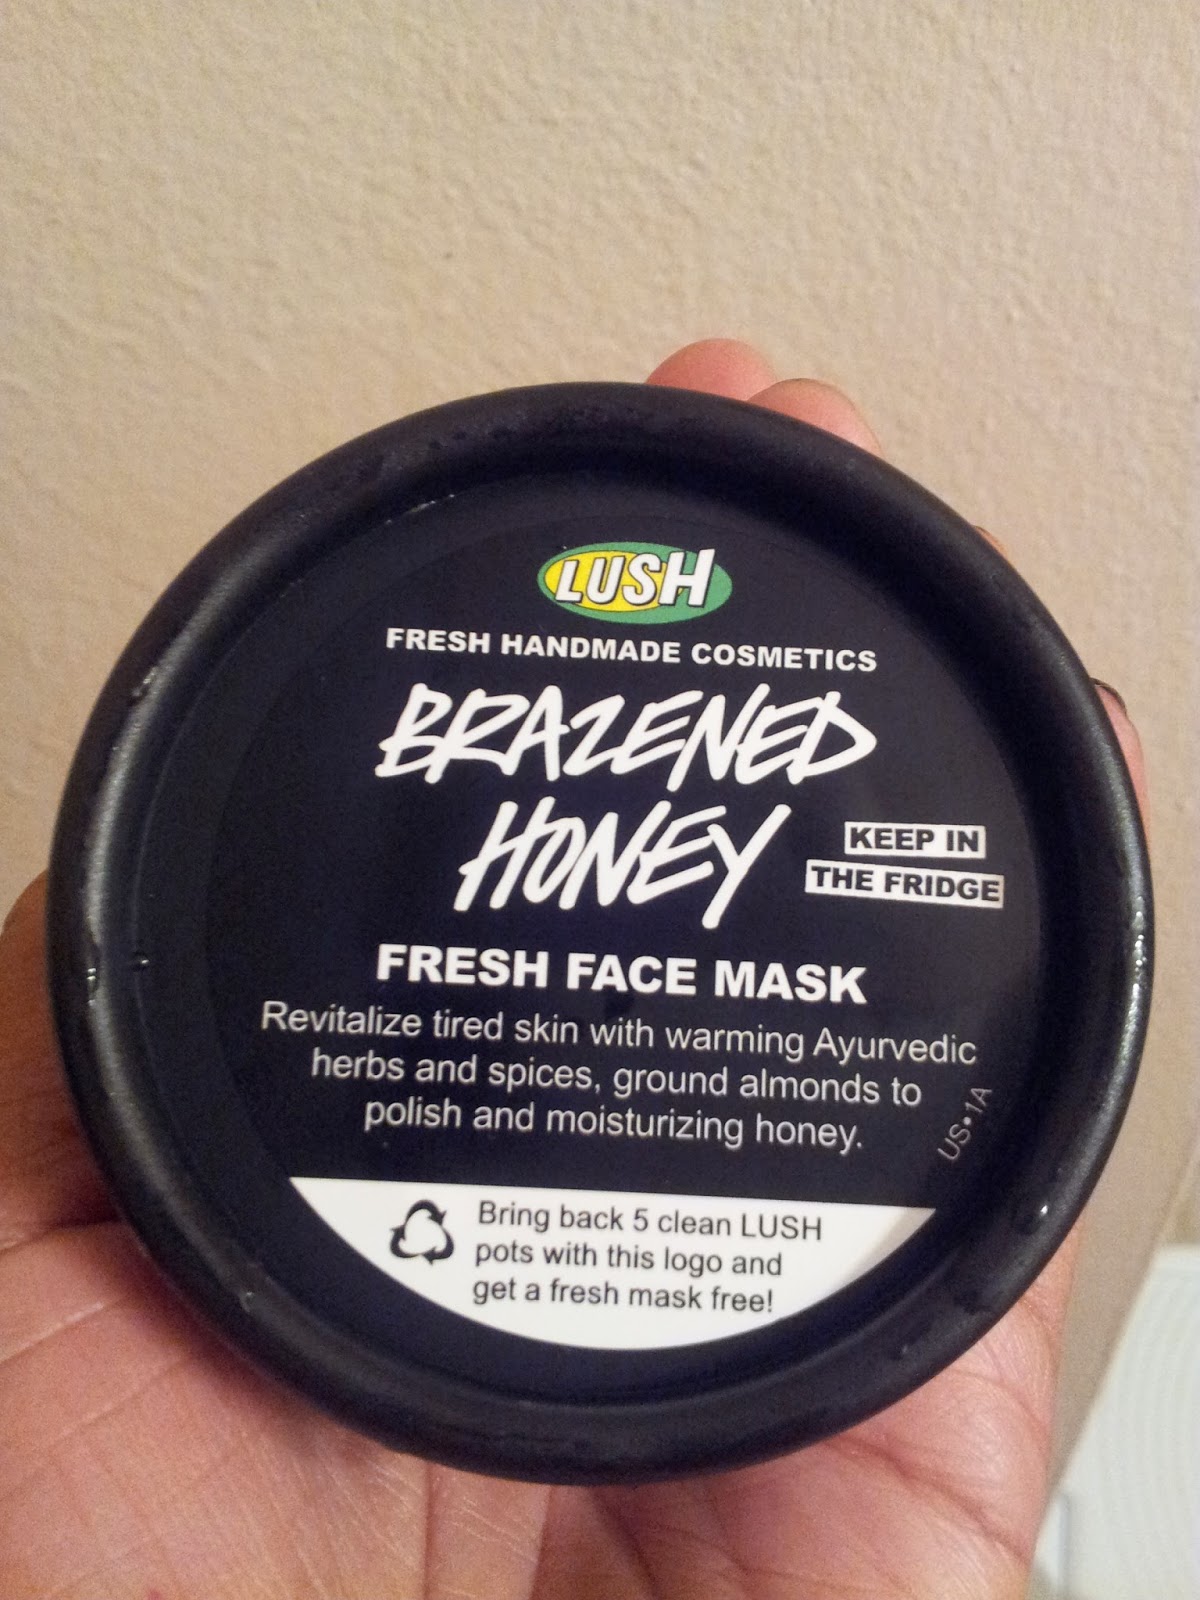 LUSH
FRESH HANDMADE COSMETICS
BRAZENED
HONEY
KEEP IN
THE FRIDGE
FRESH FACE MASK
Revitalize tired skin with warming Ayurvedic
herbs and spices, ground almonds to
polish and moisturizing honey.
US•1A
Bring back 5 clean LUSH
pots with this logo and
get a fresh mask free!